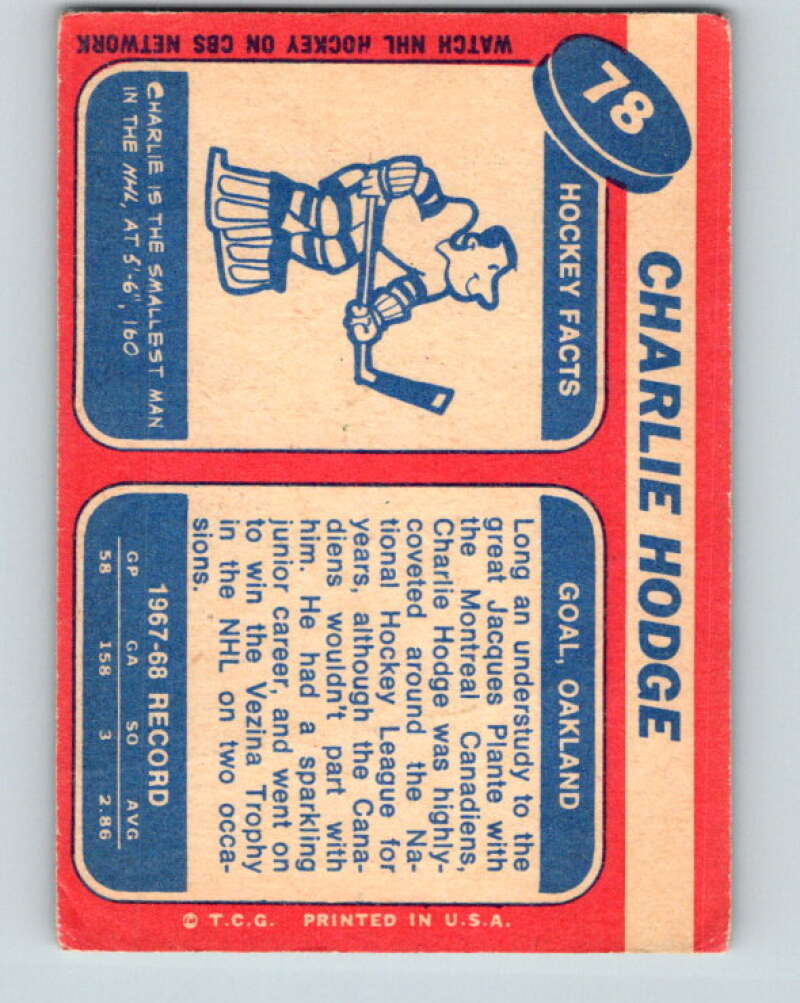 78
CHARLIE HODGE
HOCKEY FACTS
CHARLIE IS THE SMALLEST MAN
IN THE NHL, AT 5'-6", 160
GOAL, OAKLAND
Long an understudy to the
great Jacques Plante with
the Montreal Canadiens,
Charlie Hodge was highly-
coveted around the Na-
tional Hockey League for
years, although the Cana-
diens wouldn't part with
him. He had a sparkling
junior career, and went on
to win the Vezina Trophy
in the NHL on two occa-
sions.
1967-68 RECORD
GP GA SO AVG
58 158 3 2.86
WATCH NHL HOCKEY ON CBS NETWORK
© T.C.G. PRINTED IN U.S.A.